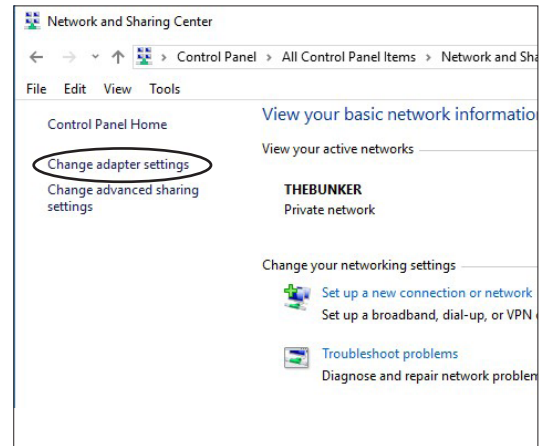 Network and Sharing Center
Control Panel > All Control Panel Items > Network and Sha
File Edit View Tools
Control Panel Home
Change adapter settings
Change advanced sharing
settings
View your basic network informatio
View your active networks
THEBUNKER
Private network
Change your networking settings
Set up a new connection or network
Set up a broadband, dial-up, or VPN
Troubleshoot problems
Diagnose and repair network problem